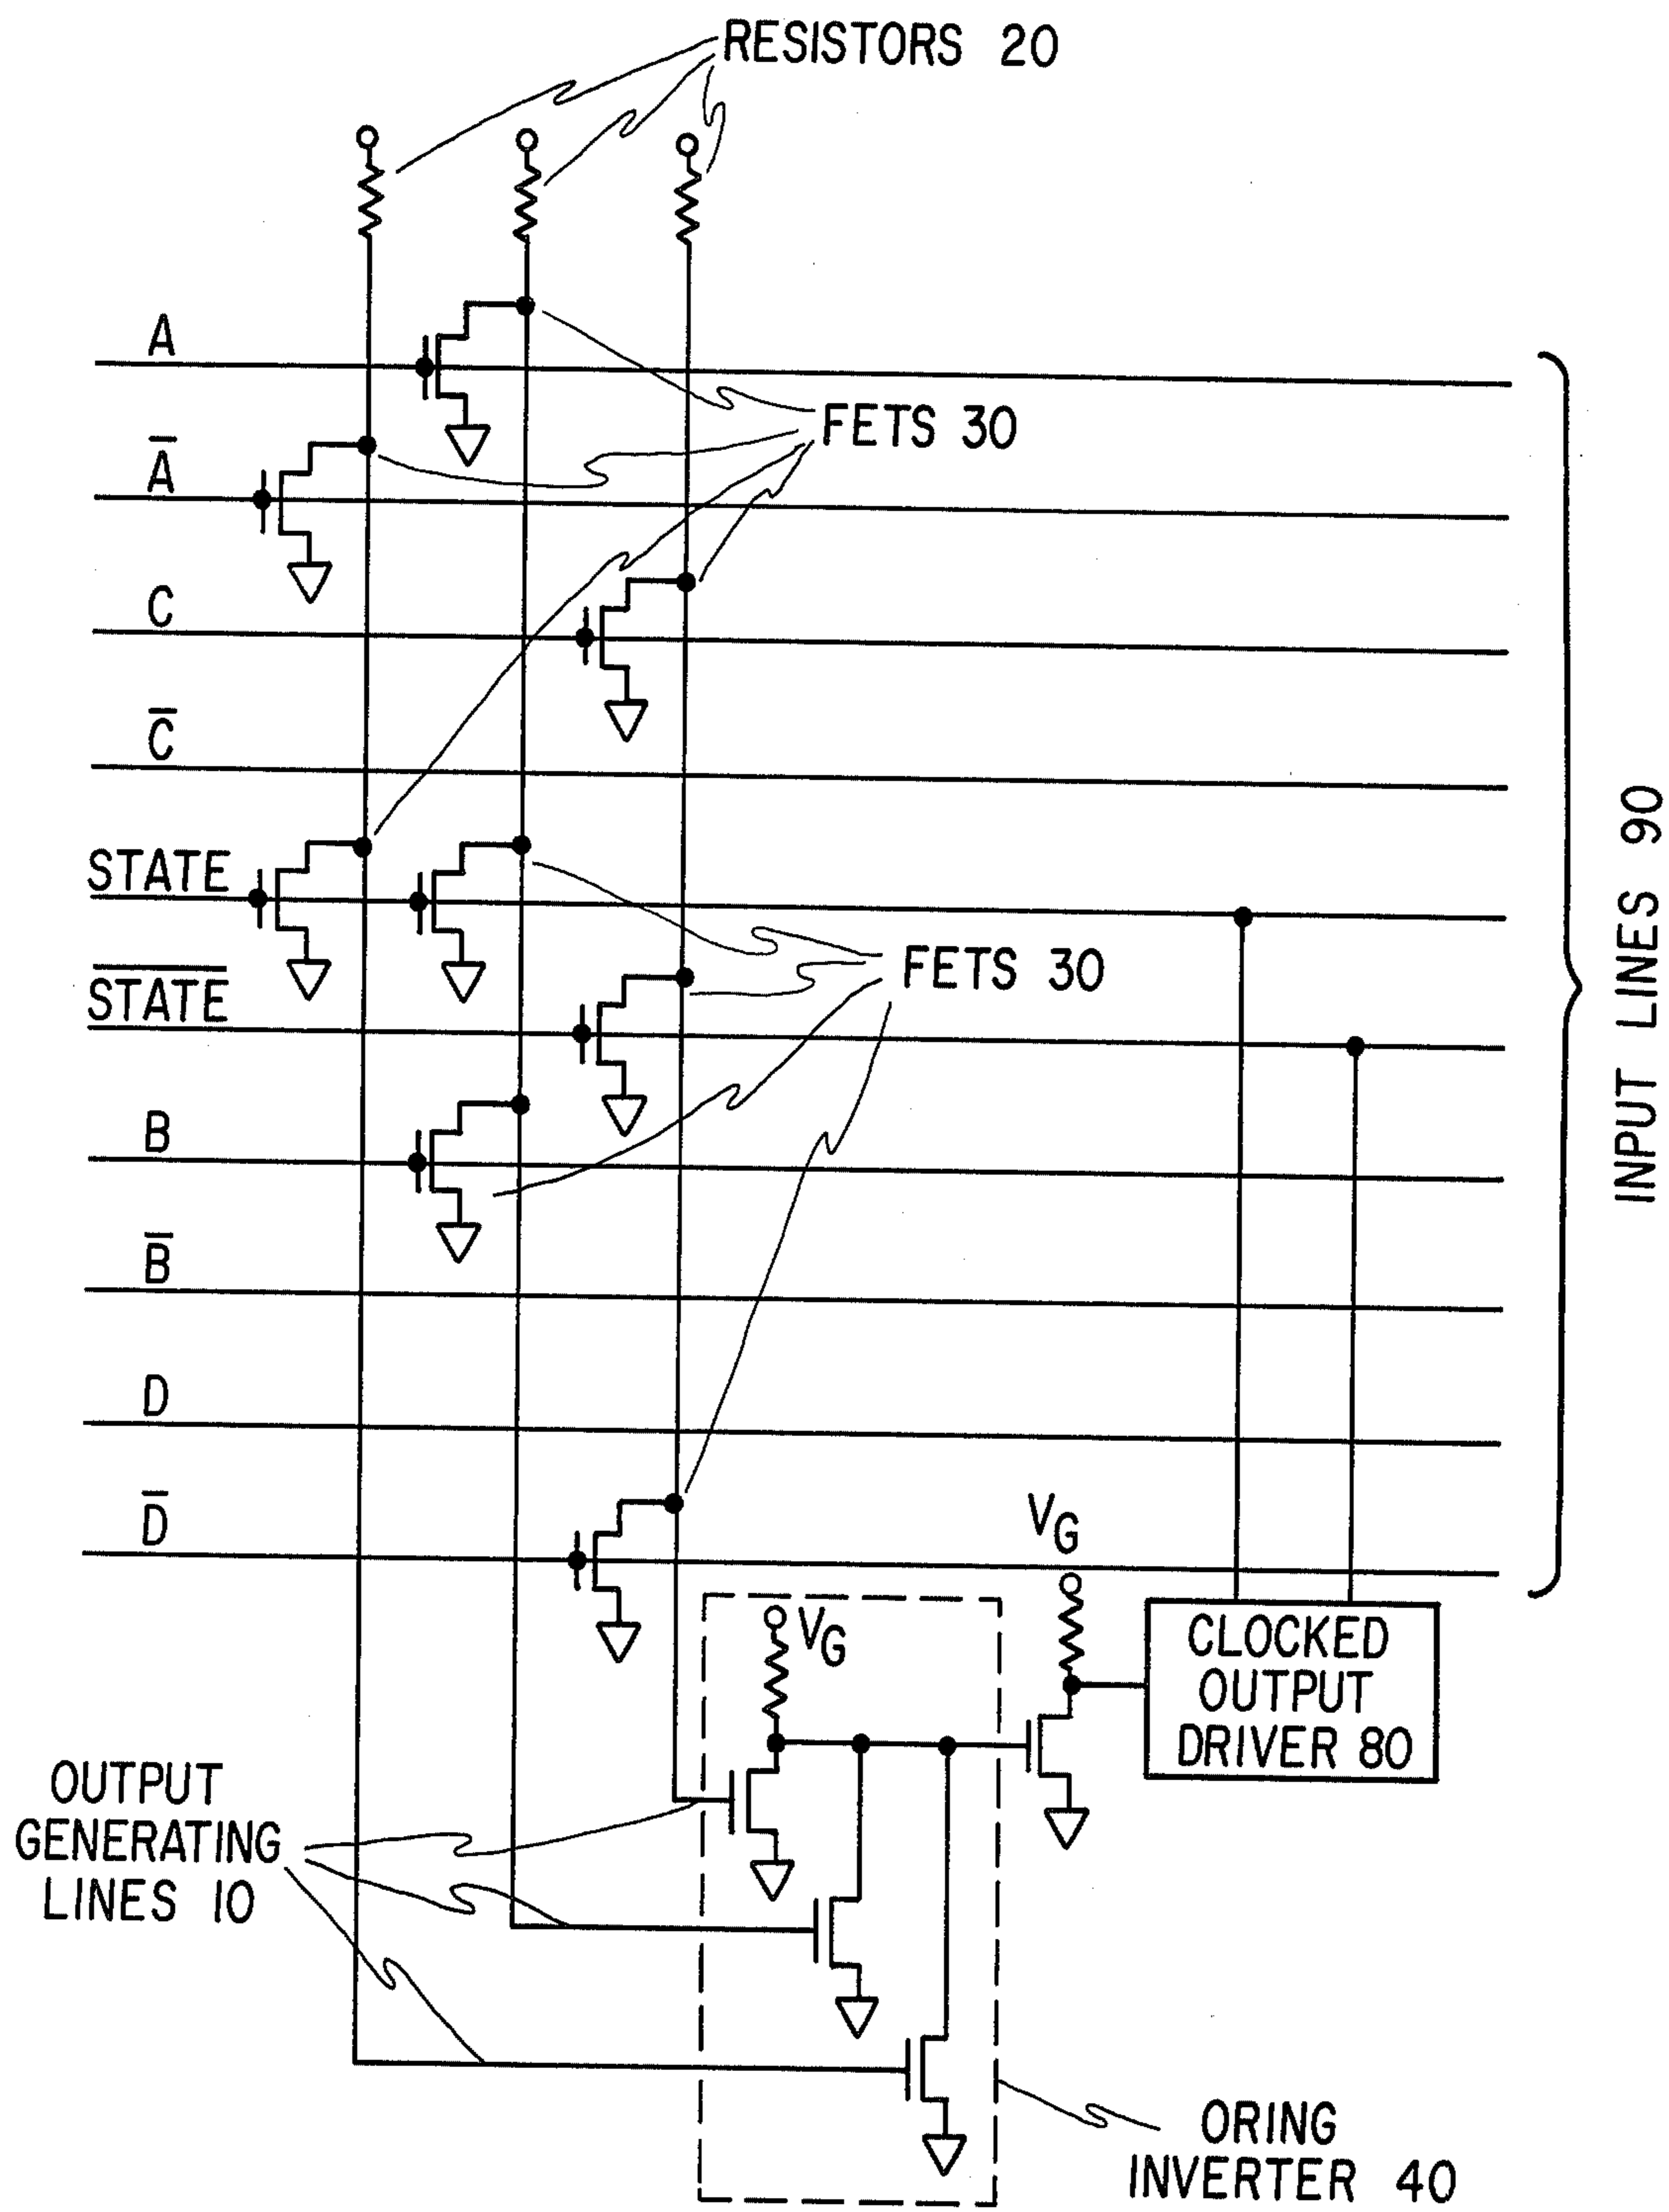 RESISTORS 20
A
FETS 30
A̅
C
C̅
STATE
FETS 30
S̅T̅A̅T̅E̅
B
B̅
D
D̅
INPUT LINES 90
VG
VG
CLOCKED
OUTPUT
DRIVER 80
OUTPUT
GENERATING
LINES 10
ORING
INVERTER 40